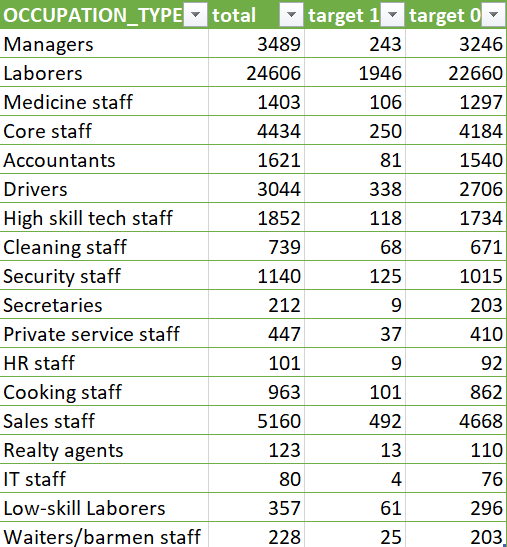 OCCUPATION_TYPE total target 1 target 0
Managers 3489 243 3246
Laborers 24606 1946 22660
Medicine staff 1403 106 1297
Core staff 4434 250 4184
Accountants 1621 81 1540
Drivers 3044 338 2706
High skill tech staff 1852 118 1734
Cleaning staff 739 68 671
Security staff 1140 125 1015
Secretaries 212 9 203
Private service staff 447 37 410
HR staff 101 9 92
Cooking staff 963 101 862
Sales staff 5160 492 4668
Realty agents 123 13 110
IT staff 80 4 76
Low-skill Laborers 357 61 296
Waiters/barmen staff 228 25 203